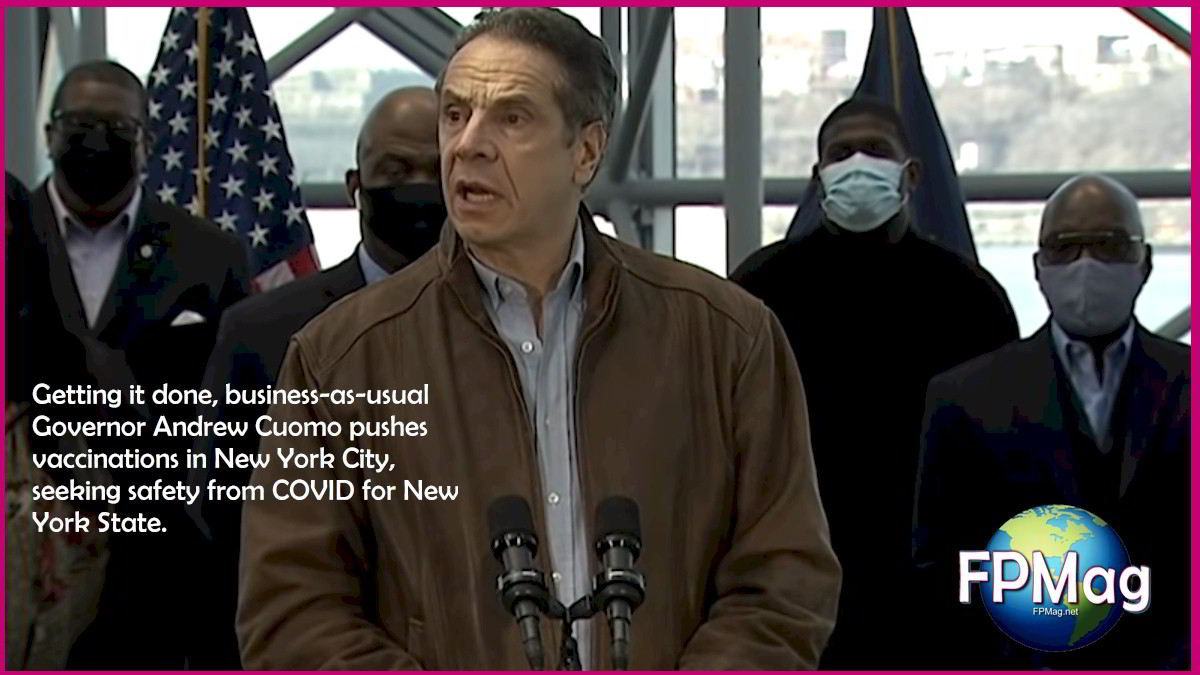 Getting it done, business-as-usual
Governor Andrew Cuomo pushes
vaccinations in New York City,
seeking safety from COVID for New
York State.
FPMag
FPMag.net